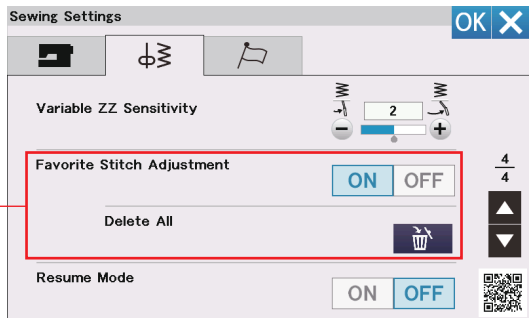 Sewing Settings
OK
Variable ZZ Sensitivity
2
Favorite Stitch Adjustment
ON OFF
4
4
Delete All
Resume Mode
ON OFF